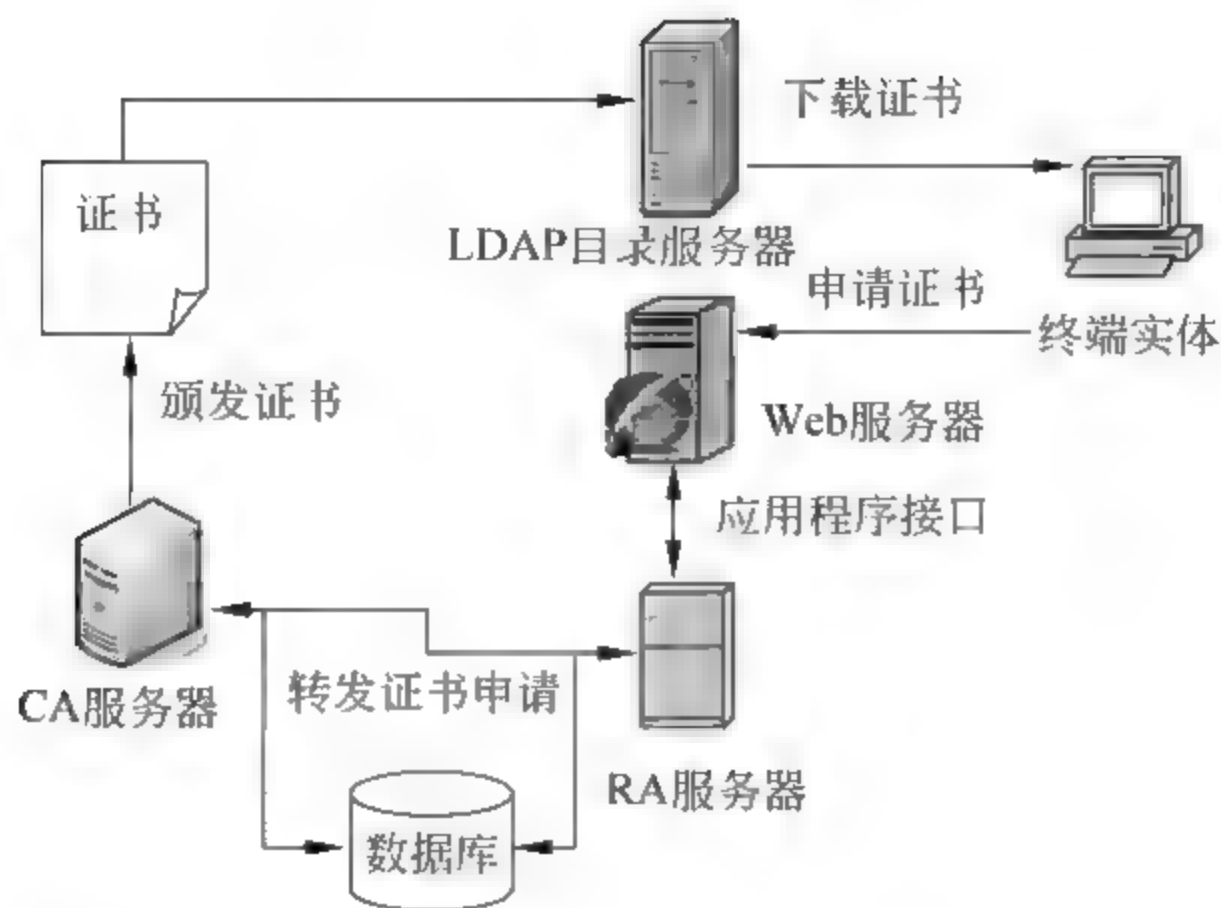 下载证书
证书
LDAP目录服务器
申请证书
终端实体
颁发证书
Web服务器
应用程序接口
转发证书申请
CA服务器
RA服务器
数据库